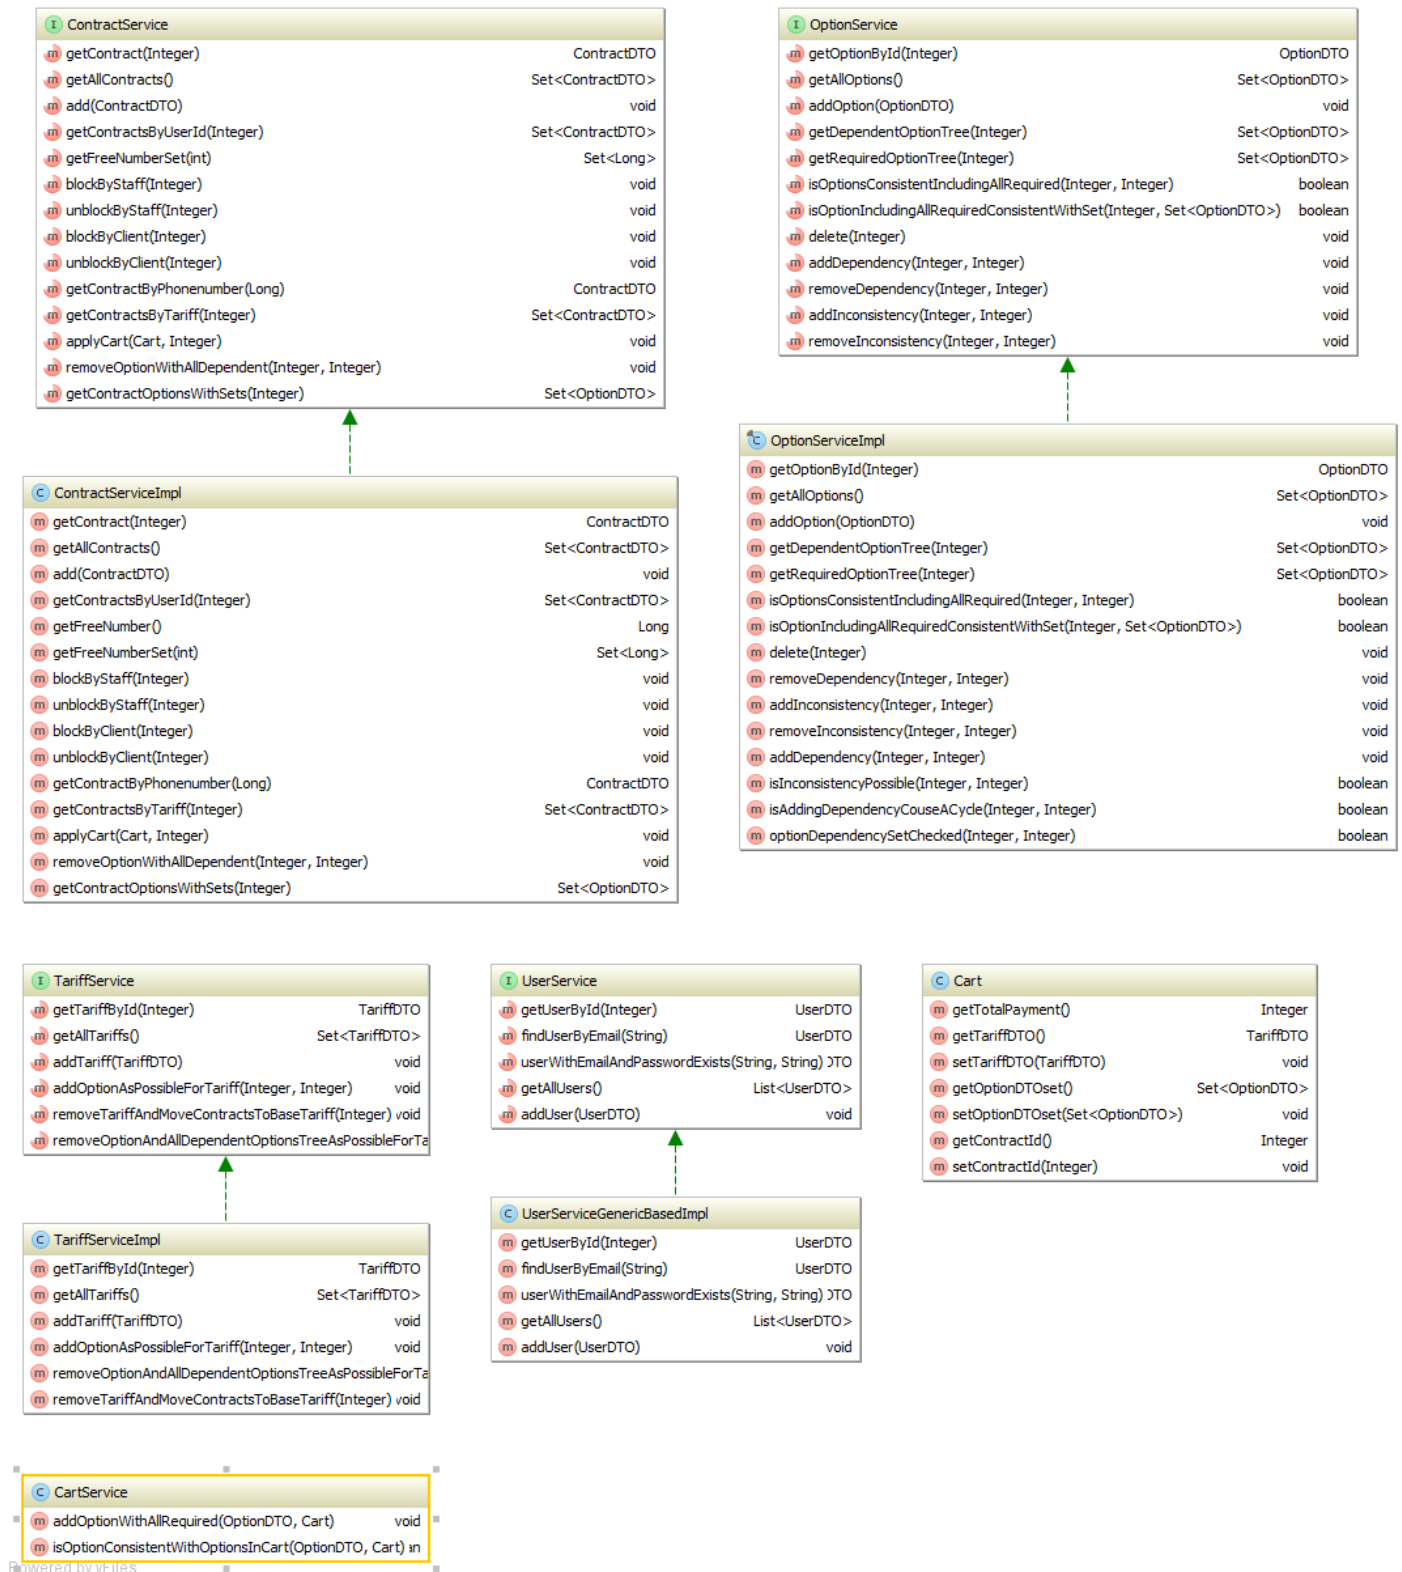 ContractService
getContract(Integer) ContractDTO
getAllContracts() Set<ContractDTO>
add(ContractDTO) void
getContractsByUserId(Integer) Set<ContractDTO>
getFreeNumberSet(int) Set<Long>
blockByStaff(Integer) void
unblockByStaff(Integer) void
blockByClient(Integer) void
unblockByClient(Integer) void
getContractByPhonenumber(Long) ContractDTO
getContractsByTariff(Integer) Set<ContractDTO>
applyCart(Cart, Integer) void
removeOptionWithAllDependent(Integer, Integer) void
getContractOptionsWithSets(Integer) Set<OptionDTO>
OptionService
getOptionById(Integer) OptionDTO
getAllOptions() Set<OptionDTO>
addOption(OptionDTO) void
getDependentOptionTree(Integer) Set<OptionDTO>
getRequiredOptionTree(Integer) Set<OptionDTO>
isOptionsConsistentIncludingAllRequired(Integer, Integer) boolean
isOptionIncludingAllRequiredConsistentWithSet(Integer, Set<OptionDTO>) boolean
delete(Integer) void
addDependency(Integer, Integer) void
removeDependency(Integer, Integer) void
addInconsistency(Integer, Integer) void
removeInconsistency(Integer, Integer) void
ContractServiceImpl
getContract(Integer) ContractDTO
getAllContracts() Set<ContractDTO>
add(ContractDTO) void
getContractsByUserId(Integer) Set<ContractDTO>
getFreeNumber() Long
getFreeNumberSet(int) Set<Long>
blockByStaff(Integer) void
unblockByStaff(Integer) void
blockByClient(Integer) void
unblockByClient(Integer) void
getContractByPhonenumber(Long) ContractDTO
getContractsByTariff(Integer) Set<ContractDTO>
applyCart(Cart, Integer) void
removeOptionWithAllDependent(Integer, Integer) void
getContractOptionsWithSets(Integer) Set<OptionDTO>
OptionServiceImpl
getOptionById(Integer) OptionDTO
getAllOptions() Set<OptionDTO>
addOption(OptionDTO) void
getDependentOptionTree(Integer) Set<OptionDTO>
getRequiredOptionTree(Integer) Set<OptionDTO>
isOptionsConsistentIncludingAllRequired(Integer, Integer) boolean
isOptionIncludingAllRequiredConsistentWithSet(Integer, Set<OptionDTO>) boolean
delete(Integer) void
removeDependency(Integer, Integer) void
addInconsistency(Integer, Integer) void
removeInconsistency(Integer, Integer) void
addDependency(Integer, Integer) void
isInconsistencyPossible(Integer, Integer) boolean
isAddingDependencyCouseACycle(Integer, Integer) boolean
optionDependencySetChecked(Integer, Integer) boolean
TariffService
getTariffById(Integer) TariffDTO
getAllTariffs() Set<TariffDTO>
addTariff(TariffDTO) void
addOptionAsPossibleForTariff(Integer, Integer) void
removeTariffAndMoveContractsToBaseTariff(Integer) void
removeOptionAndAllDependentOptionsTreeAsPossibleForTa
UserService
getUserById(Integer) UserDTO
findUserByEmail(String) UserDTO
userWithEmailAndPasswordExists(String, String) DTO
getAllUsers() List<UserDTO>
addUser(UserDTO) void
Cart
getTotalPayment() Integer
getTariffDTO() TariffDTO
setTariffDTO(TariffDTO) void
getOptionDTOset() Set<OptionDTO>
setOptionDTOset(Set<OptionDTO>) void
getContractId() Integer
setContractId(Integer) void
TariffServiceImpl
getTariffById(Integer) TariffDTO
getAllTariffs() Set<TariffDTO>
addTariff(TariffDTO) void
addOptionAsPossibleForTariff(Integer, Integer) void
removeOptionAndAllDependentOptionsTreeAsPossibleForTa
removeTariffAndMoveContractsToBaseTariff(Integer) void
UserServiceGenericBasedImpl
getUserById(Integer) UserDTO
findUserByEmail(String) UserDTO
userWithEmailAndPasswordExists(String, String) DTO
getAllUsers() List<UserDTO>
addUser(UserDTO) void
CartService
addOptionWithAllRequired(OptionDTO, Cart) void
isOptionConsistentWithOptionsInCart(OptionDTO, Cart) an
Powered by yFiles